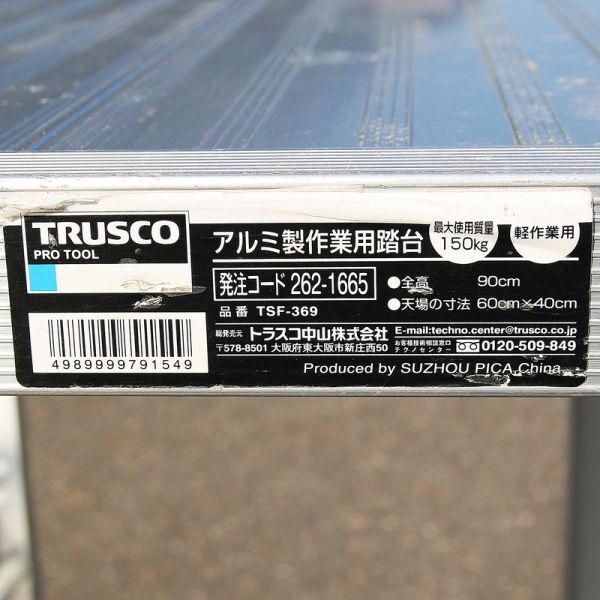 TRUSCO
PRO TOOL
アルミ製作業用踏台
最大使用質量
150kg
軽作業用
発注コード 262-1665
●全高 90cm
●天場の寸法 60cm×40cm
品番 TSF-369
総発売元 トラスコ中山株式会社
〒578-8501 大阪府東大阪市新庄西50
E-mail:techno.center@trusco.co.jp
お客様技術相談窓口
テクノセンター 0120-509-849
4989999791549
Produced by SUZHOU PICA,China